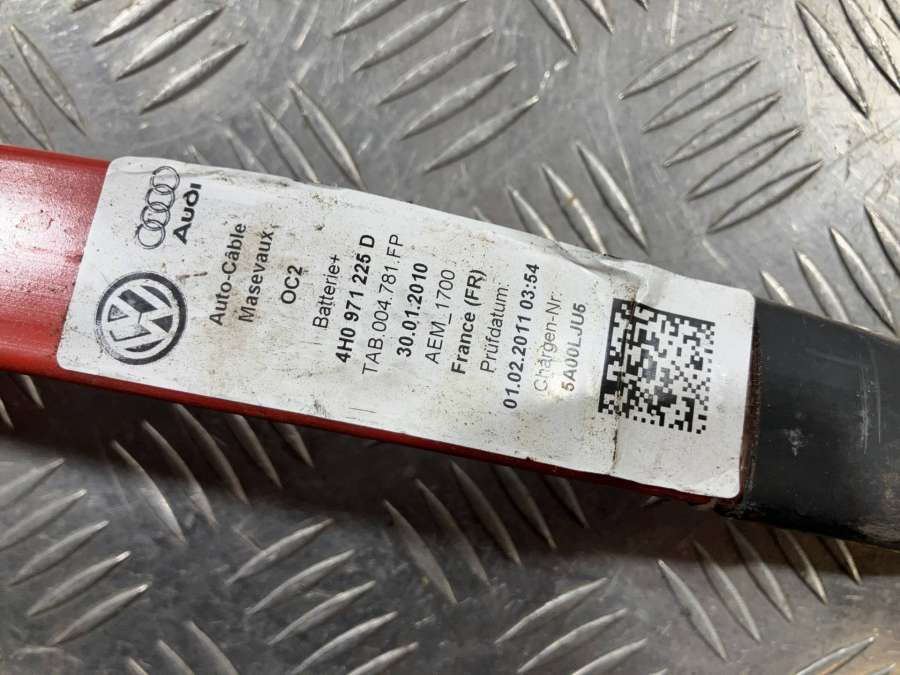 Audi
Auto-Câble
Masevaux
OC2
Batterie+
4H0 971 225 D
TAB.004.781.FP
30.01.2010
AEM_1700
France (FR)
Prüfdatum:
01.02.2011 03:54
Chargen-Nr.
5A00LJU6